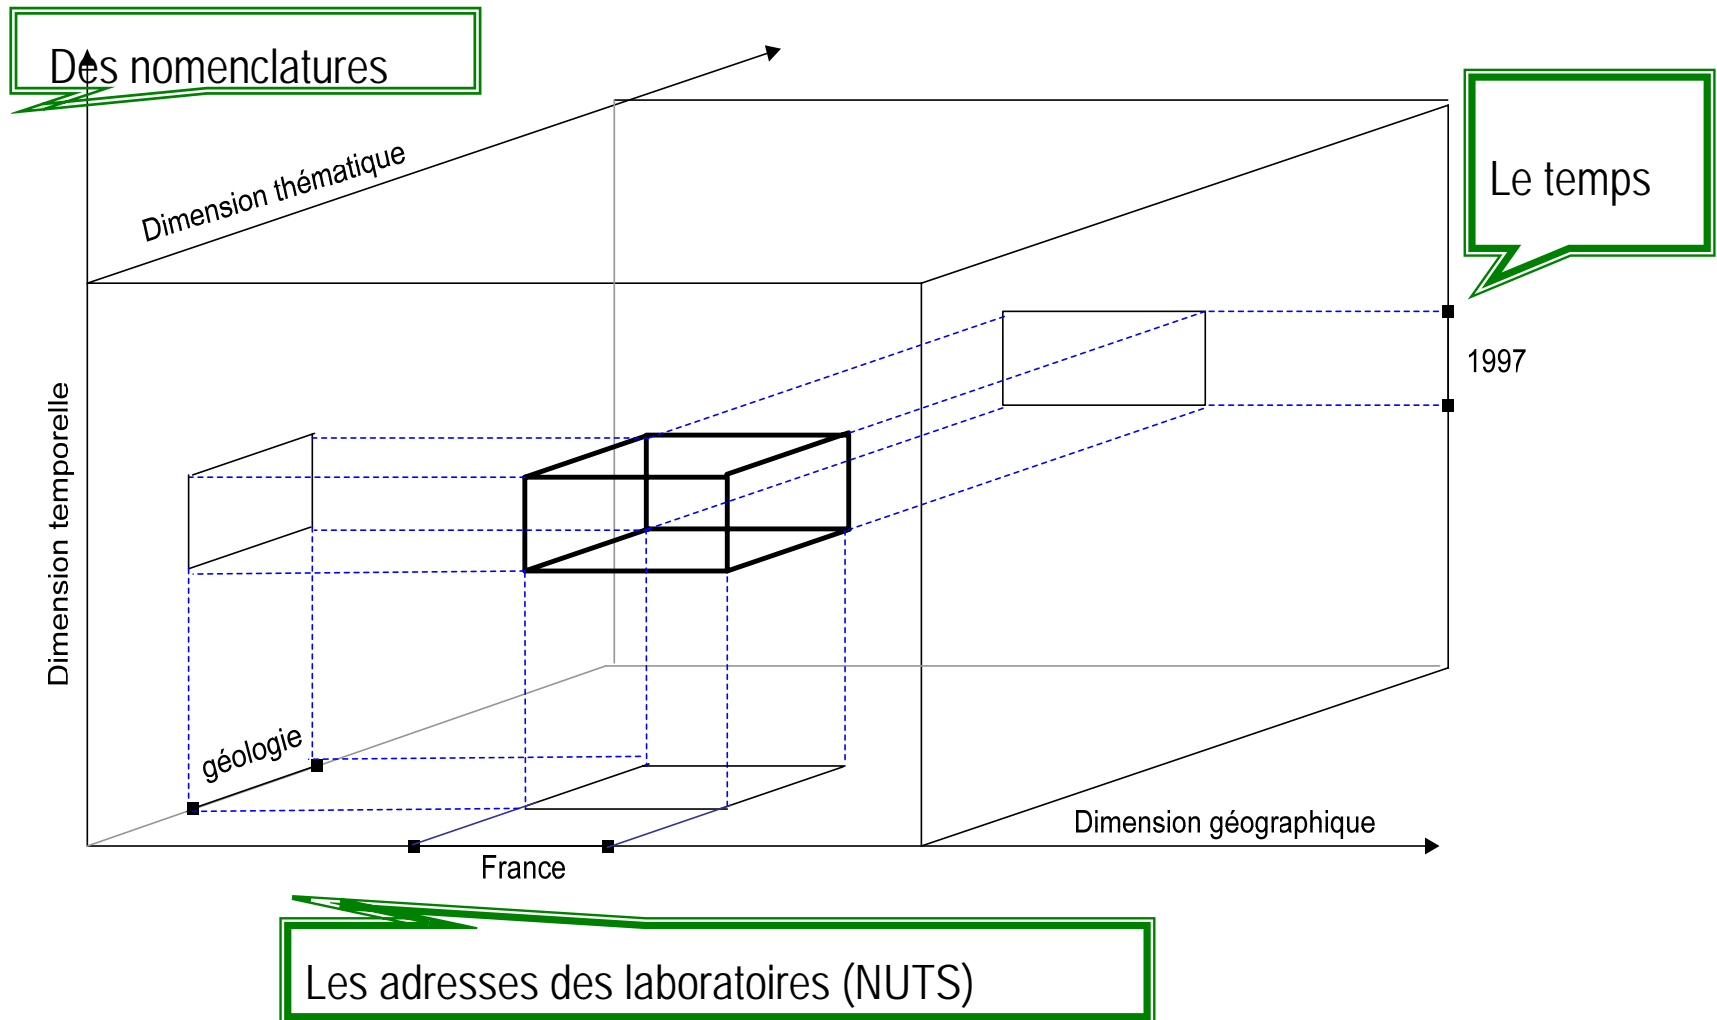 Des nomenclatures
Dimension thématique
Le temps
1997
Dimension temporelle
géologie
Dimension géographique
France
Les adresses des laboratoires (NUTS)